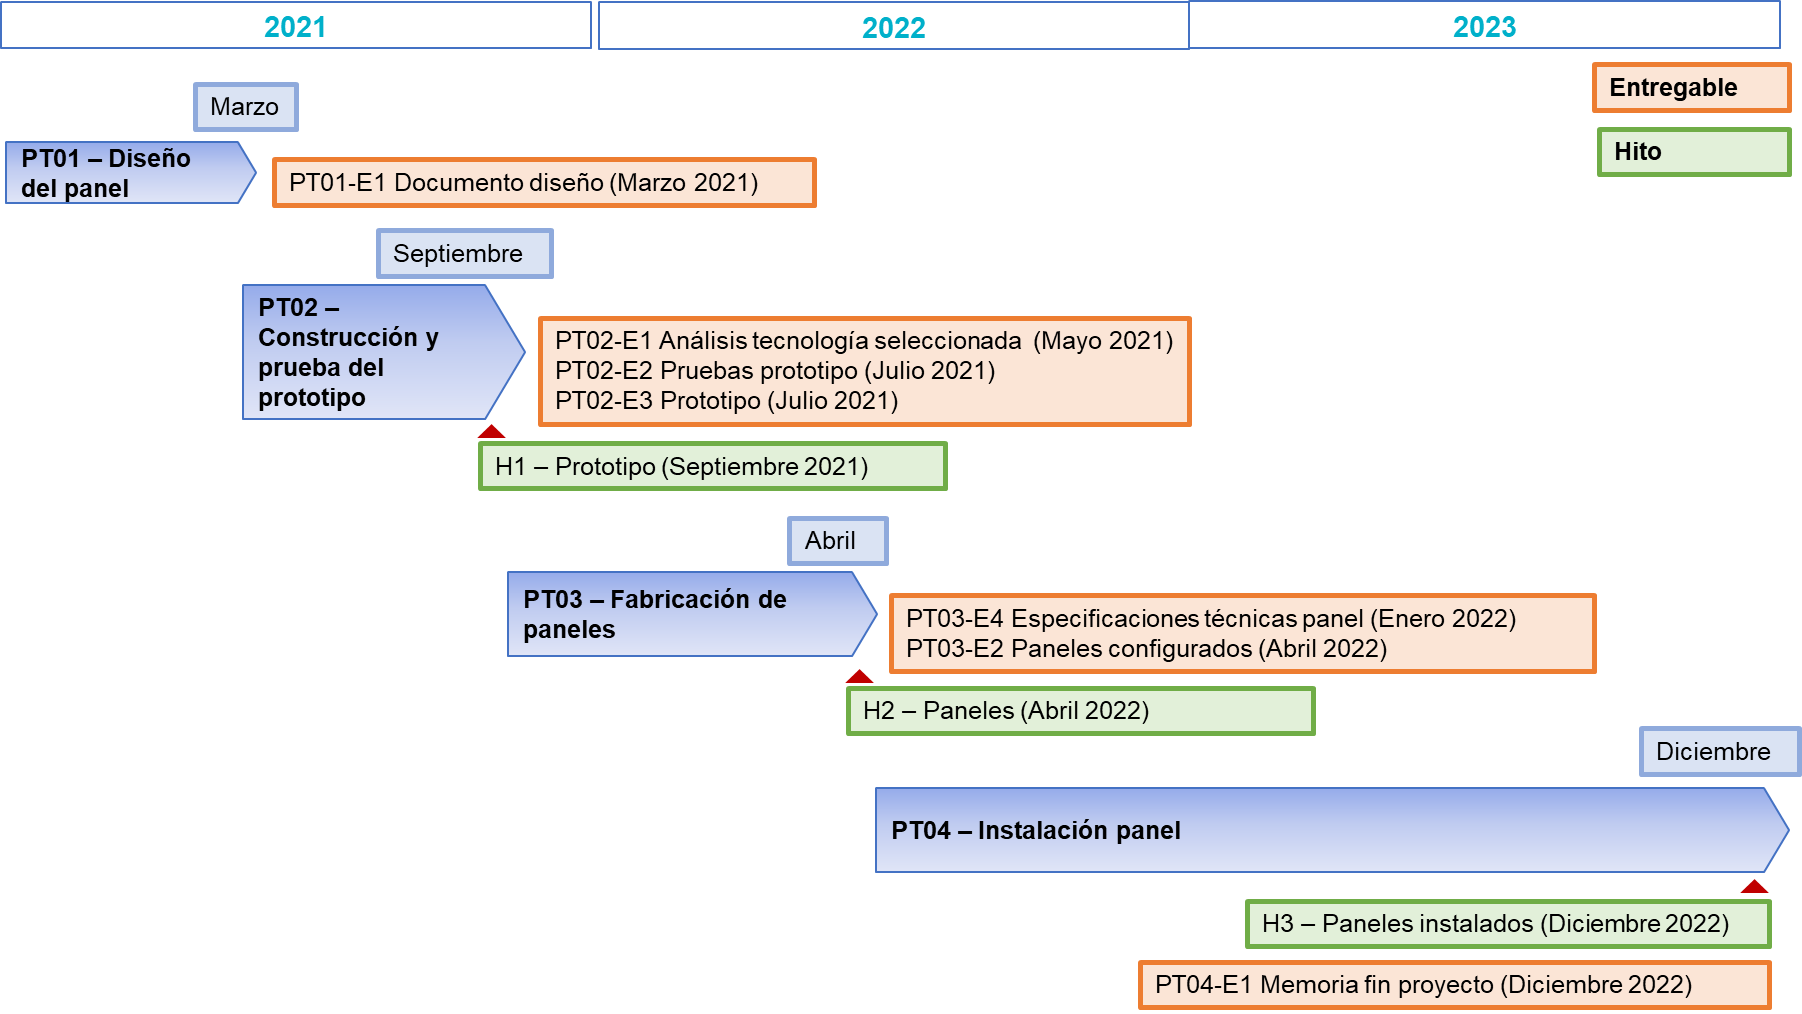 2021
2022
2023
Entregable
Hito
Marzo
PT01 – Diseño
del panel
PT01-E1 Documento diseño (Marzo 2021)
Septiembre
PT02 –
Construcción y
prueba del
prototipo
PT02-E1 Análisis tecnología seleccionada (Mayo 2021)
PT02-E2 Pruebas prototipo (Julio 2021)
PT02-E3 Prototipo (Julio 2021)
H1 – Prototipo (Septiembre 2021)
Abril
PT03 – Fabricación de
paneles
PT03-E4 Especificaciones técnicas panel (Enero 2022)
PT03-E2 Paneles configurados (Abril 2022)
H2 – Paneles (Abril 2022)
Diciembre
PT04 – Instalación panel
H3 – Paneles instalados (Diciembre 2022)
PT04-E1 Memoria fin proyecto (Diciembre 2022)